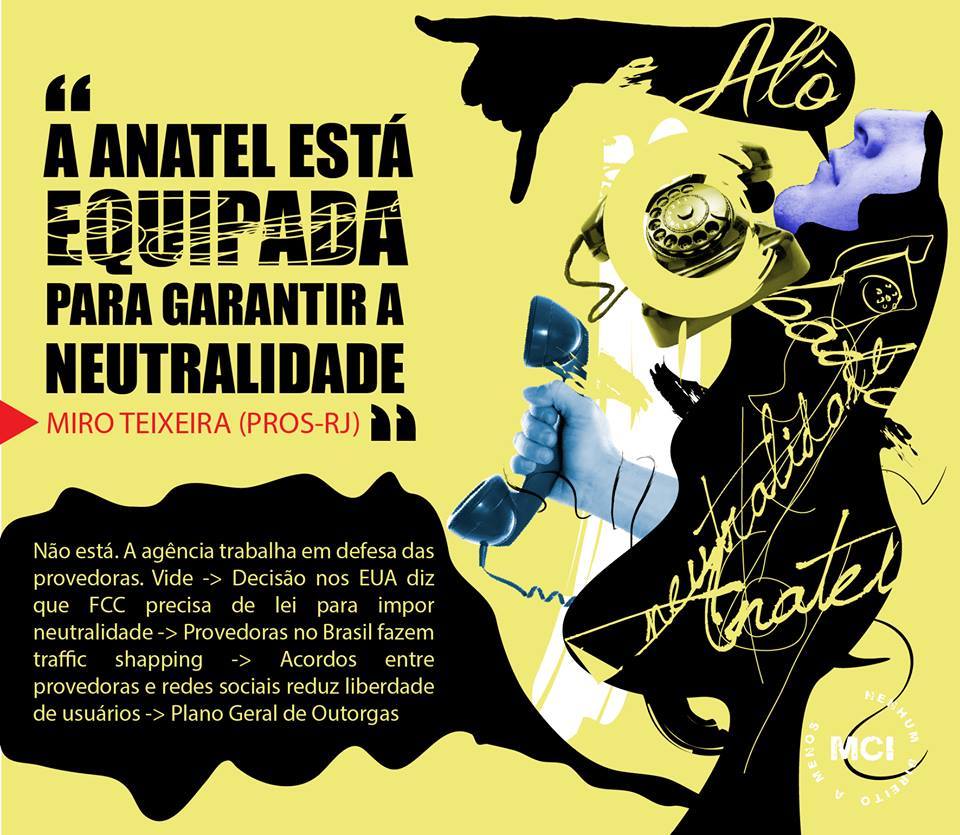 “
A ANATEL ESTÁ
EQUIPADA
PARA GARANTIR A
NEUTRALIDADE
MIRO TEIXEIRA (PROS-RJ) ”
Não está. A agência trabalha em defesa das
provedoras. Vide -> Decisão nos EUA diz
que FCC precisa de lei para impor
neutralidade -> Provedoras no Brasil fazem
traffic shapping -> Acordos entre
provedoras e redes sociais reduz liberdade
de usuários -> Plano Geral de Outorgas
Alô
neutralidade
Anatel
MCI
NENHUM DIREITO A MENOS